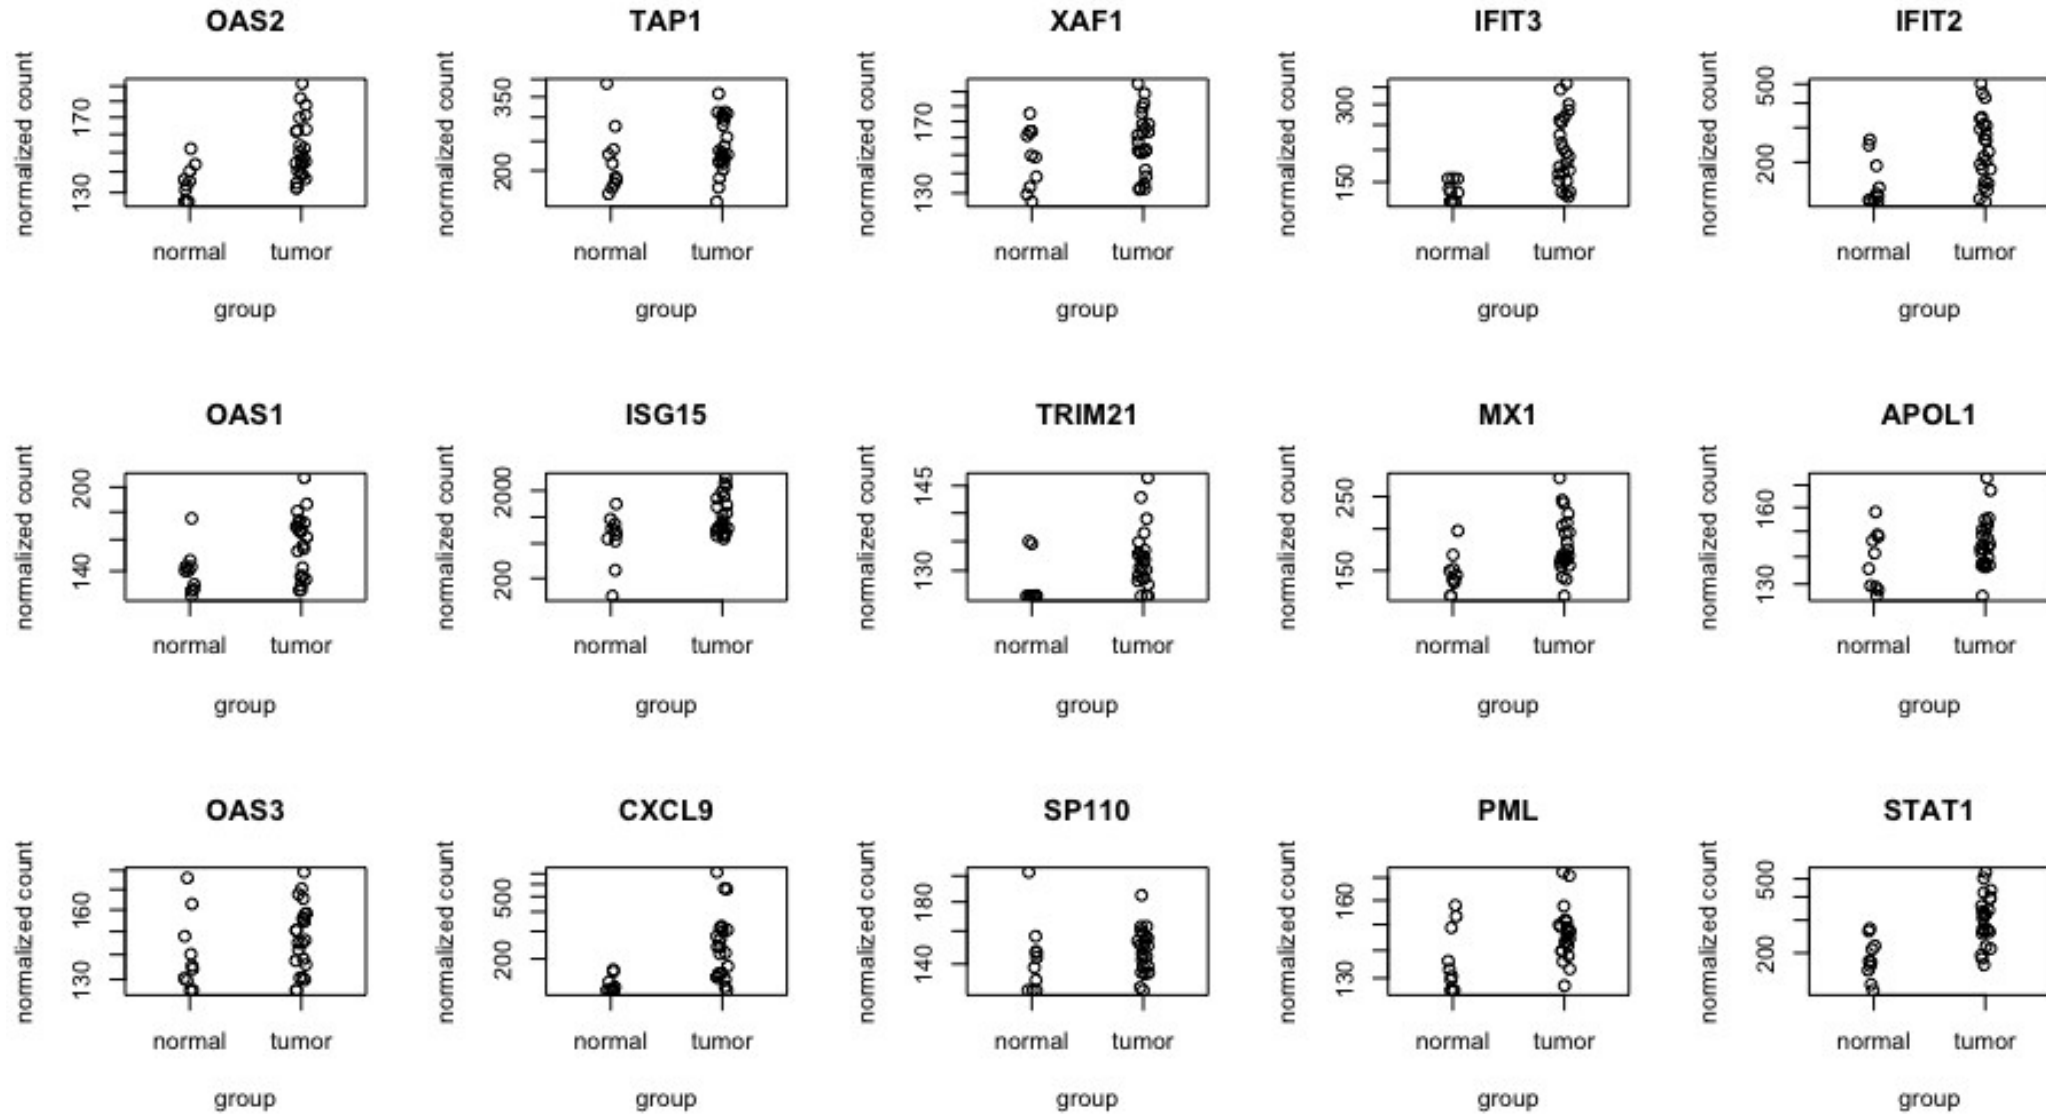 OAS2 TAP1 XAF1 IFIT3 IFIT2
normalized count 130 170 normalized count 200 350 normalized count 130 170 normalized count 150 300 normalized count 200 500
normal tumor normal tumor normal tumor normal tumor normal tumor
group group group group group
OAS1 ISG15 TRIM21 MX1 APOL1
normalized count 140 200 normalized count 200 2000 normalized count 130 145 normalized count 150 250 normalized count 130 160
normal tumor normal tumor normal tumor normal tumor normal tumor
group group group group group
OAS3 CXCL9 SP110 PML STAT1
normalized count 130 160 normalized count 200 500 normalized count 140 180 normalized count 130 160 normalized count 200 500
normal tumor normal tumor normal tumor normal tumor normal tumor
group group group group group